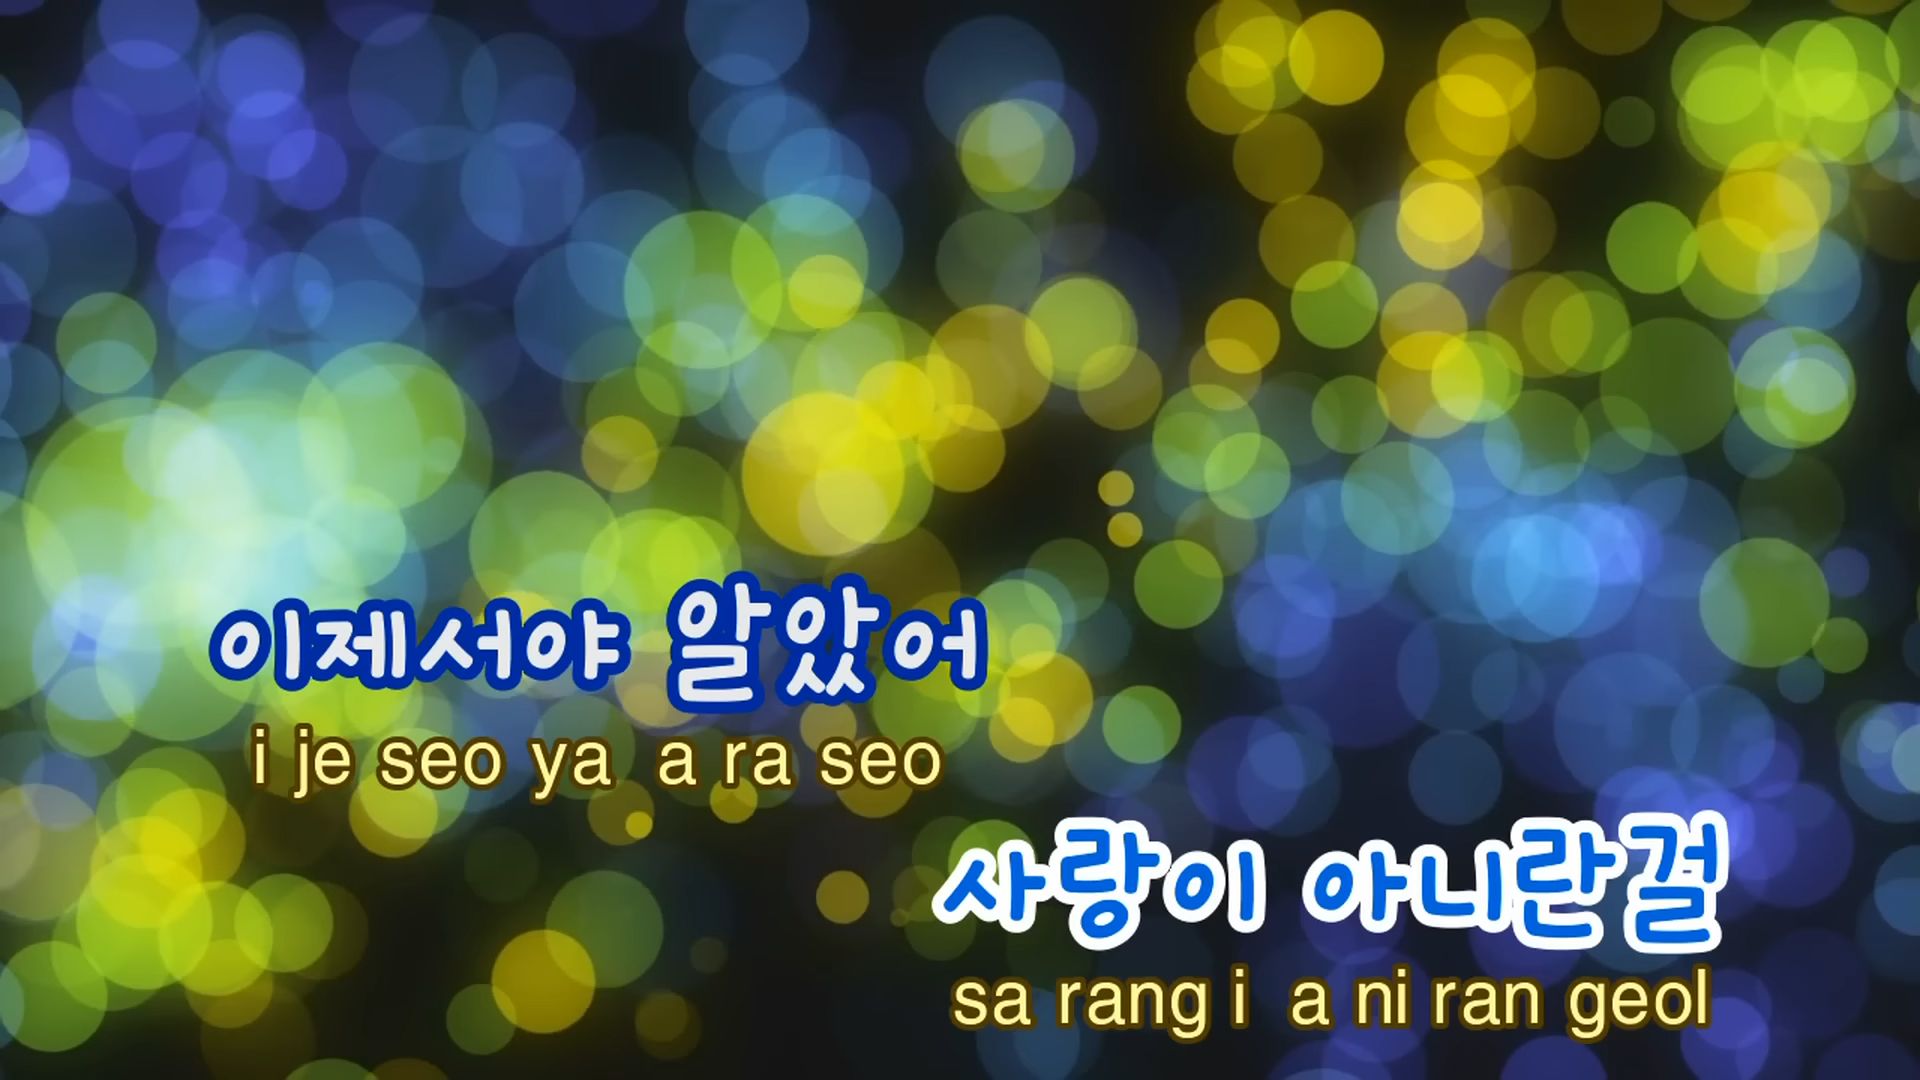 이제서야 알았어
i je seo ya a ra seo
사랑이 아니란걸
sa rang i a ni ran geol